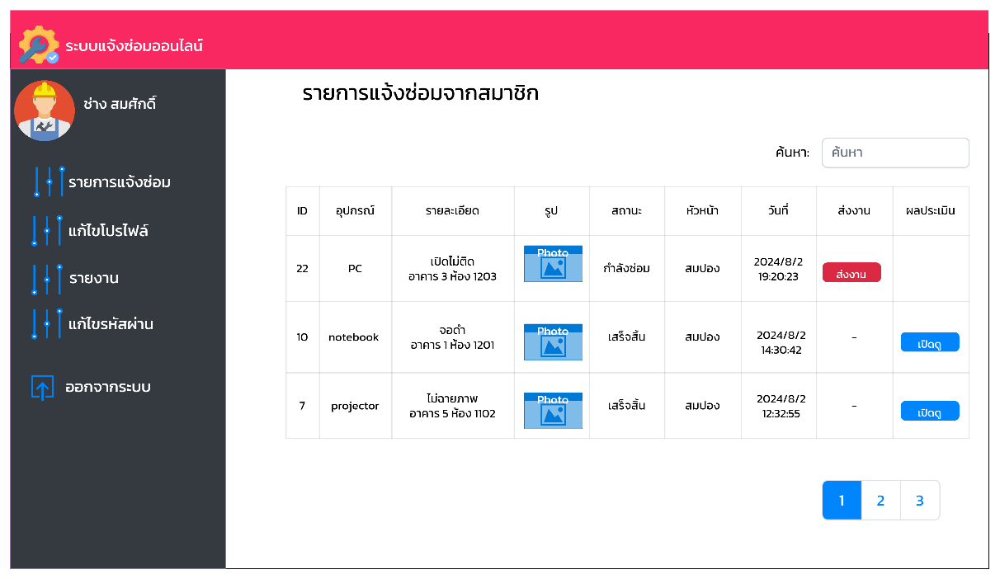 ระบบแจ้งซ่อมออนไลน์
ช่าง สมศักดิ์
รายการแจ้งซ่อม
แก้ไขโปรไฟล์
รายงาน
แก้ไขรหัสผ่าน
ออกจากระบบ
รายการแจ้งซ่อมจากสมาชิก
ค้นหา: ค้นหา
ID อุปกรณ์ รายละเอียด รูป สถานะ หัวหน้า วันที่ ส่งงาน ผลประเมิน
22 PC เปิดไม่ติด Photo กำลังซ่อม สมปอง 2024/8/2 ส่งงาน
อาคาร 3 ห้อง 1203 19:20:23
10 notebook จอดำ Photo เสร็จสิ้น สมปอง 2024/8/2 - เปิดดู
อาคาร 1 ห้อง 1201 14:30:42
7 projector ไม่ฉายภาพ Photo เสร็จสิ้น สมปอง 2024/8/2 - เปิดดู
อาคาร 5 ห้อง 1102 12:32:55
1 2 3